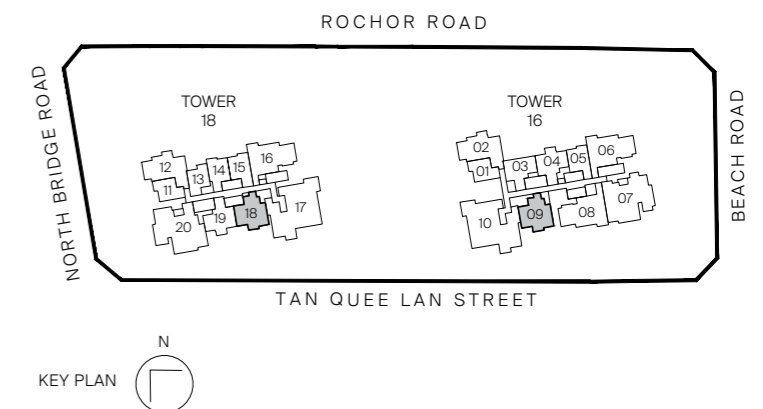 ROCHOR ROAD
NORTH BRIDGE ROAD
BEACH ROAD
TOWER
18
TOWER
16
12
11
13
14
15
16
17
18
19
20
02
01
03
04
05
06
07
08
09
10
TAN QUEE LAN STREET
N
KEY PLAN